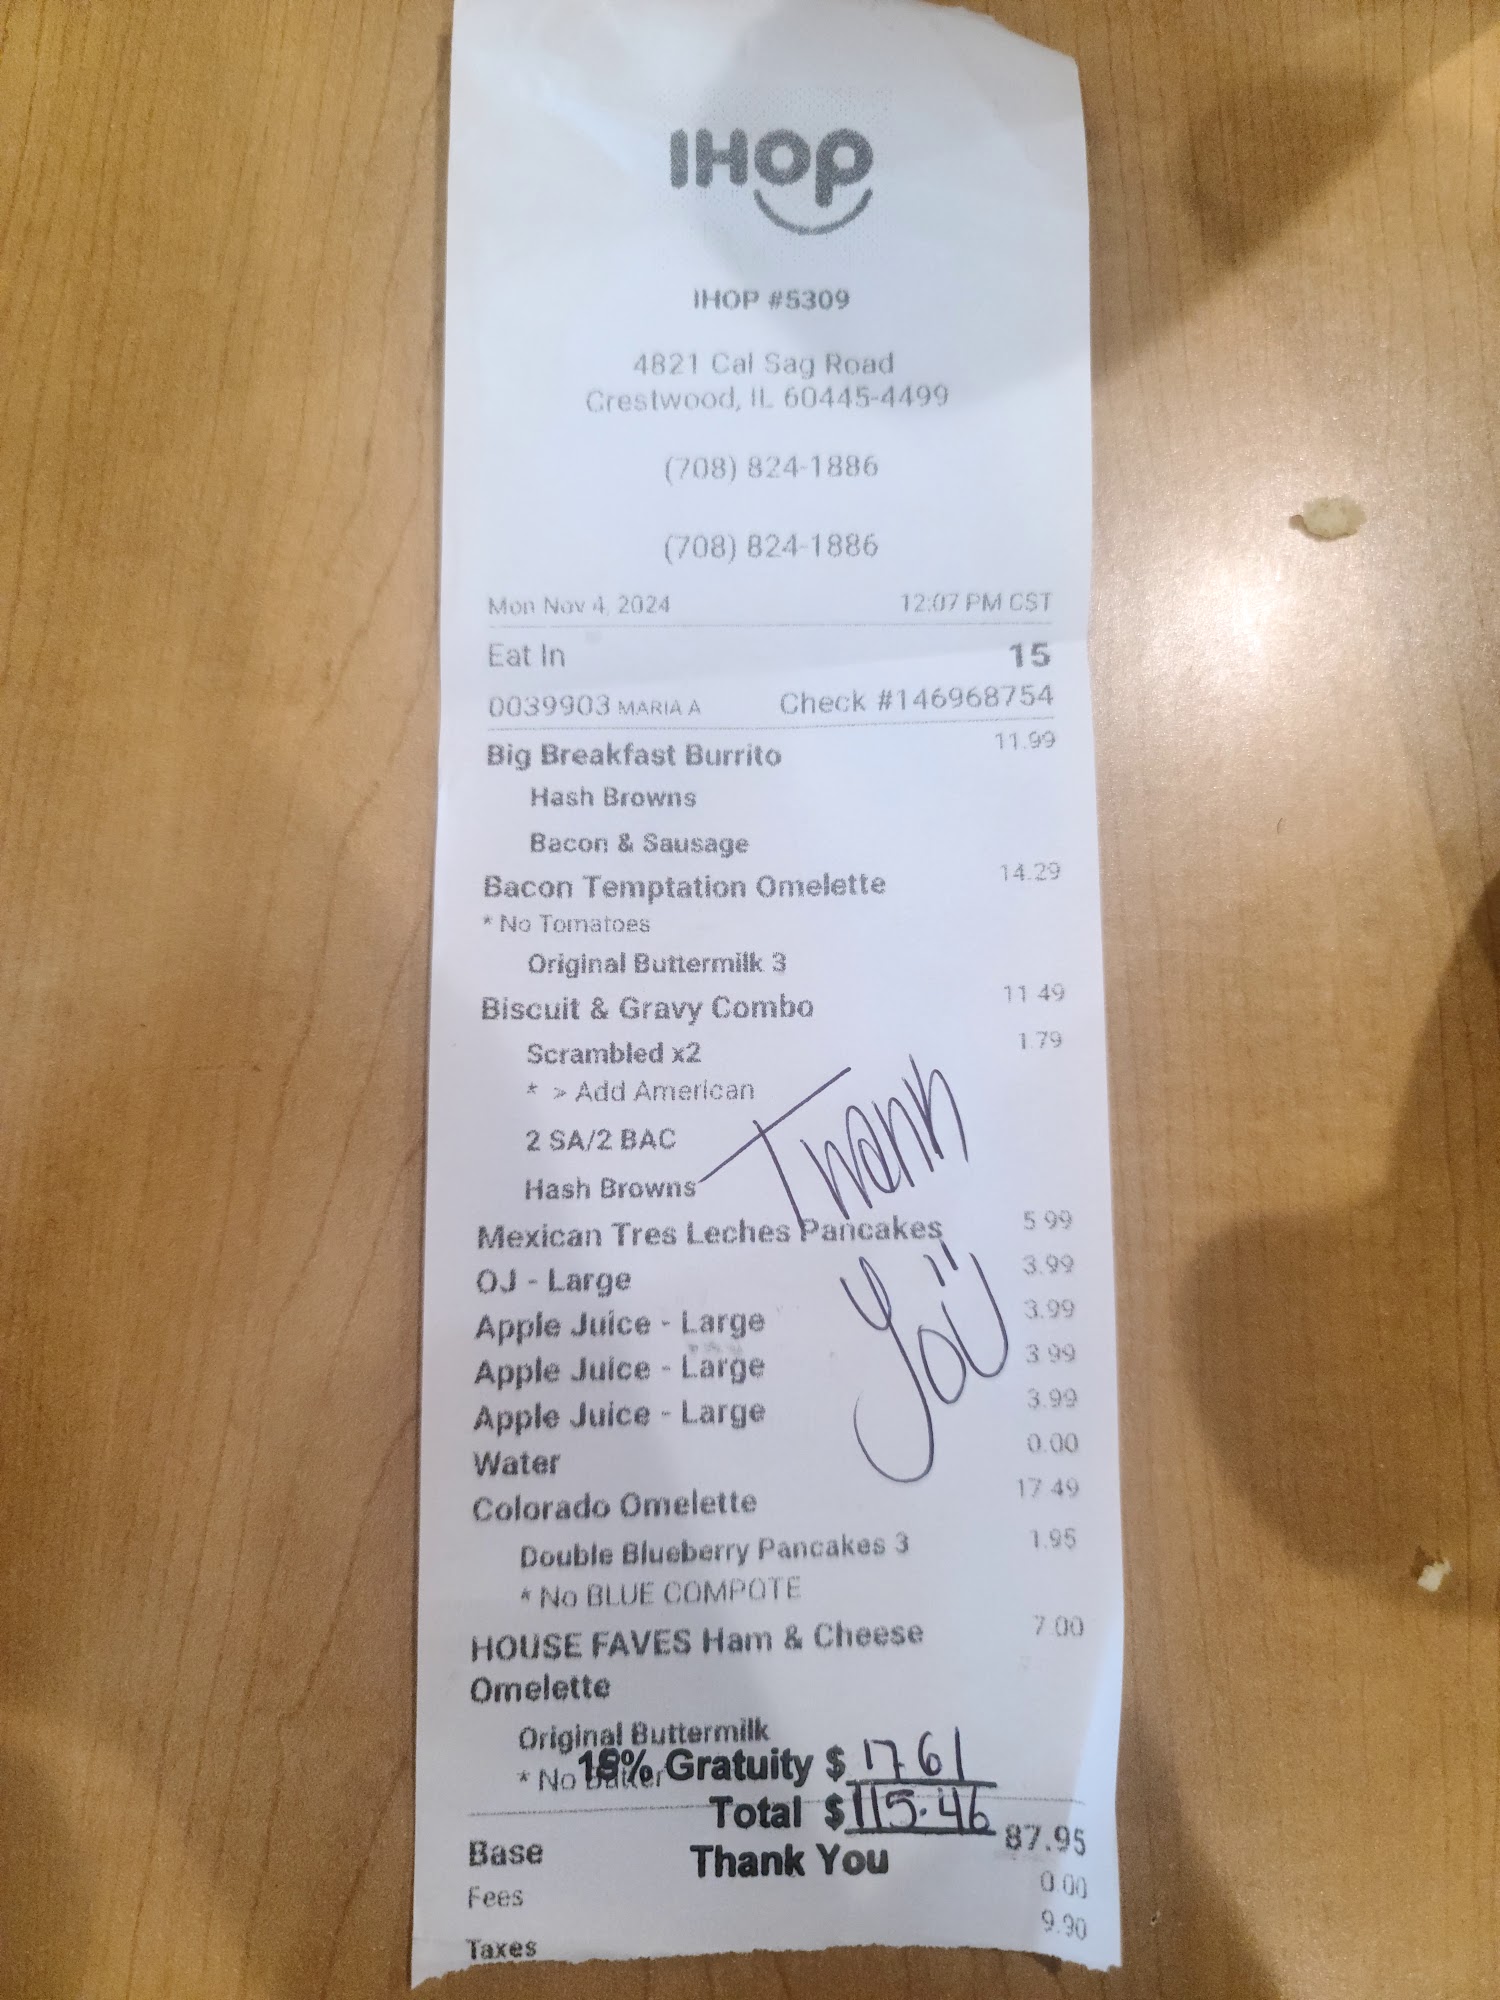 IHOP
IHOP #5309
4821 Cal Sag Road
Crestwood, IL 60445-4499
(708) 824-1886
(708) 824-1886
Mon Nov 4, 2024 12:07 PM CST
Eat In 15
0039903 MARIA A Check #146968754
Big Breakfast Burrito 11.99
Hash Browns
Bacon & Sausage
Bacon Temptation Omelette 14.29
* No Tomatoes
Original Buttermilk 3
Biscuit & Gravy Combo 11.49
Scrambled x2 1.79
* > Add American
2 SA/2 BAC
Hash Browns
Thank
You
Mexican Tres Leches Pancakes 5.99
OJ - Large 3.99
Apple Juice - Large 3.99
Apple Juice - Large 3.99
Apple Juice - Large 3.99
Water 0.00
Colorado Omelette 17.49
Double Blueberry Pancakes 3 1.95
* No BLUE COMPOTE
HOUSE FAVES Ham & Cheese 7.00
Omelette
Original Buttermilk
* No Butter
Gratuity $ 17.61
Total $ 115.46
Thank You
Base 87.95
Fees 0.00
Taxes 9.90